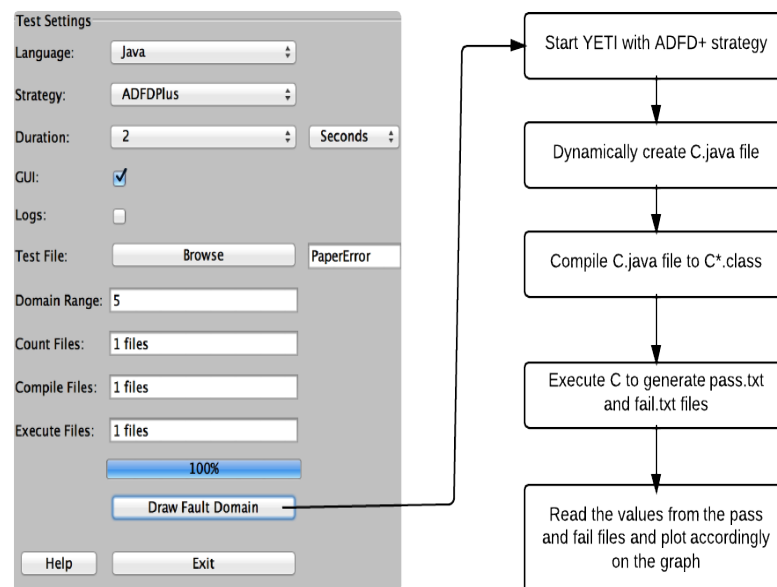 Test Settings
Language: Java
Strategy: ADFDPlus
Duration: 2 Seconds
GUI:
Logs:
Test File: Browse PaperError
Domain Range: 5
Count Files: 1 files
Compile Files: 1 files
Execute Files: 1 files
100%
Draw Fault Domain
Help Exit
Start YETI with ADFD+ strategy
Dynamically create C.java file
Compile C.java file to C*.class
Execute C to generate pass.txt
and fail.txt files
Read the values from the pass
and fail files and plot accordingly
on the graph